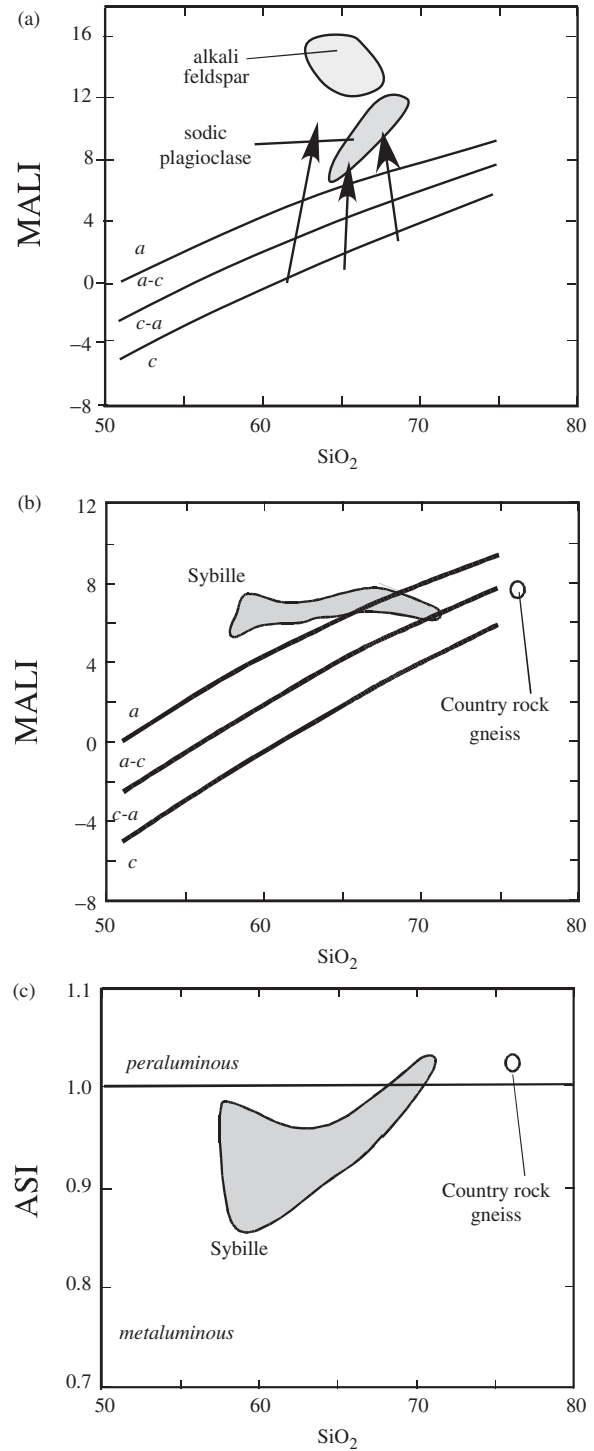 (a)
16
12
8
4
0
−4
−8
MALI
alkali
feldspar
sodic
plagioclase
a
a-c
c-a
c
50
60
70
80
SiO2
(b)
12
8
4
0
−4
−8
MALI
Sybille
a
a-c
c-a
c
Country rock
gneiss
50
60
70
80
SiO2
(c)
1.1
1.0
0.9
0.8
0.7
ASI
peraluminous
Sybille
Country rock
gneiss
metaluminous
50
60
70
80
SiO2